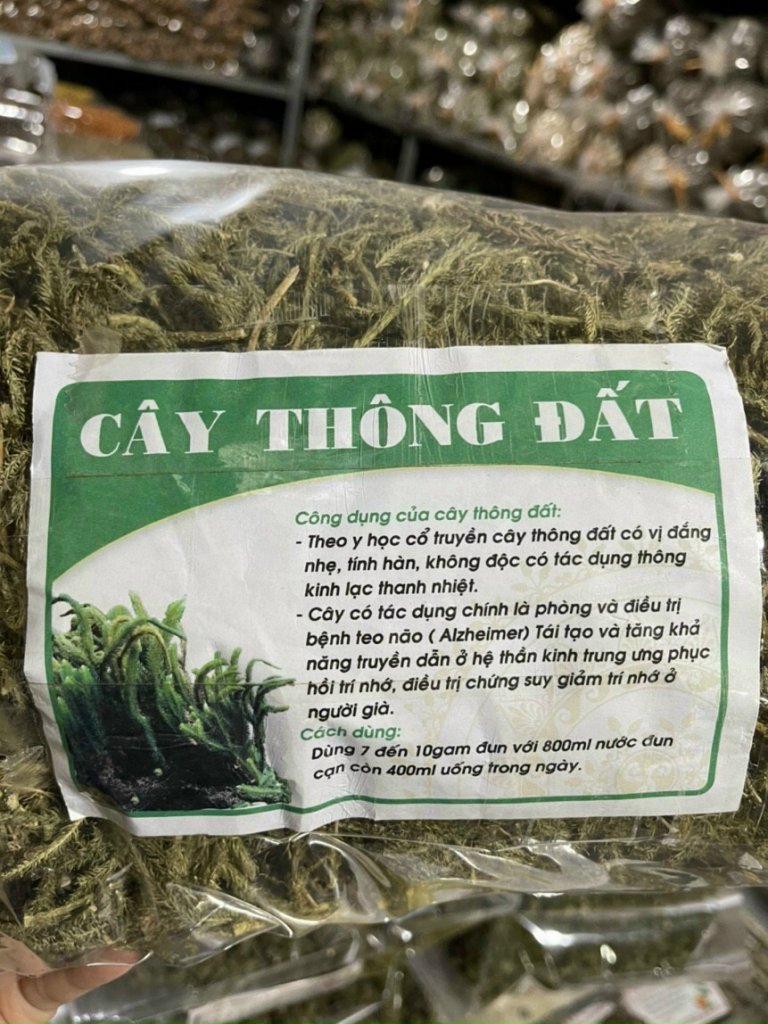 CÂY THÔNG ĐẤT
Công dụng của cây thông đất:
- Theo y học cổ truyền cây thông đất có vị đắng
nhẹ, tính hàn, không độc có tác dụng thông
kinh lạc thanh nhiệt.
- Cây có tác dụng chính là phòng và điều trị
bệnh teo não ( Alzheimer) Tái tạo và tăng khả
năng truyền dẫn ở hệ thần kinh trung ưng phục
hồi trí nhớ, điều trị chứng suy giảm trí nhớ ở
người già.
Cách dùng:
Dùng 7 đến 10gam đun với 800ml nước đun
cạn còn 400ml uống trong ngày.